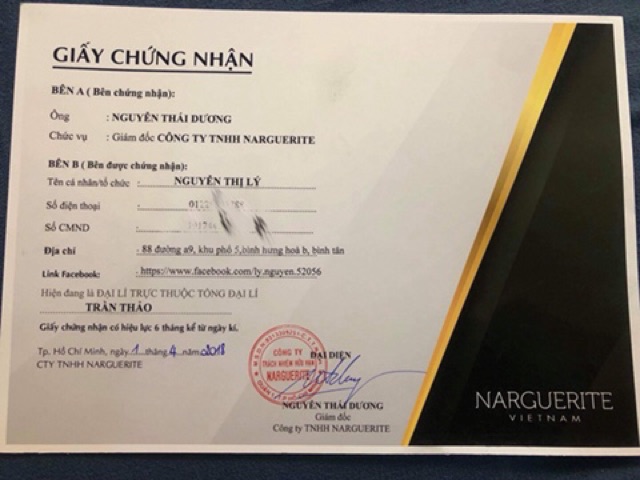 GIẤY CHỨNG NHẬN
BÊN A ( Bên chứng nhận):
Ông : NGUYỄN THÁI DƯƠNG
Chức vụ : Giám đốc CÔNG TY TNHH NARGUERITE
BÊN B ( Bên được chứng nhận):
Tên cá nhân/tổ chức : NGUYỄN THỊ LÝ
Số điện thoại :
Số CMND :
Địa chỉ : 88 đường a9, khu phố 5,bình hưng hoà b, bình tân
Link Facebook: : https://www.facebook.com/ly.nguyen.52056
Hiện đang là ĐẠI LÍ TRỰC THUỘC TỔNG ĐẠI LÍ
TRẦN THẢO
Giấy chứng nhận có hiệu lực 6 tháng kể từ ngày kí.
Tp. Hồ Chí Minh, ngày 1 tháng 4 năm 2018
CTY TNHH NARGUERITE
ĐẠI DIỆN
CÔNG TY
TRÁCH NHIỆM HỮU HẠN
NARGUERITE
NGUYỄN THÁI DƯƠNG
Giám đốc
Công ty TNHH NARGUERITE
NARGUERITE
VIETNAM